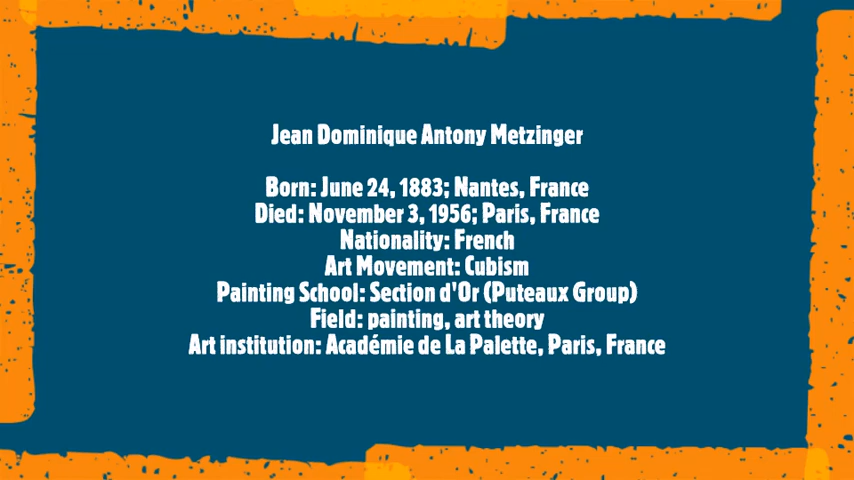 Jean Dominique Antony Metzinger
Born: June 24, 1883; Nantes, France
Died: November 3, 1956; Paris, France
Nationality: French
Art Movement: Cubism
Painting School: Section d'Or (Puteaux Group)
Field: painting, art theory
Art institution: Académie de La Palette, Paris, France